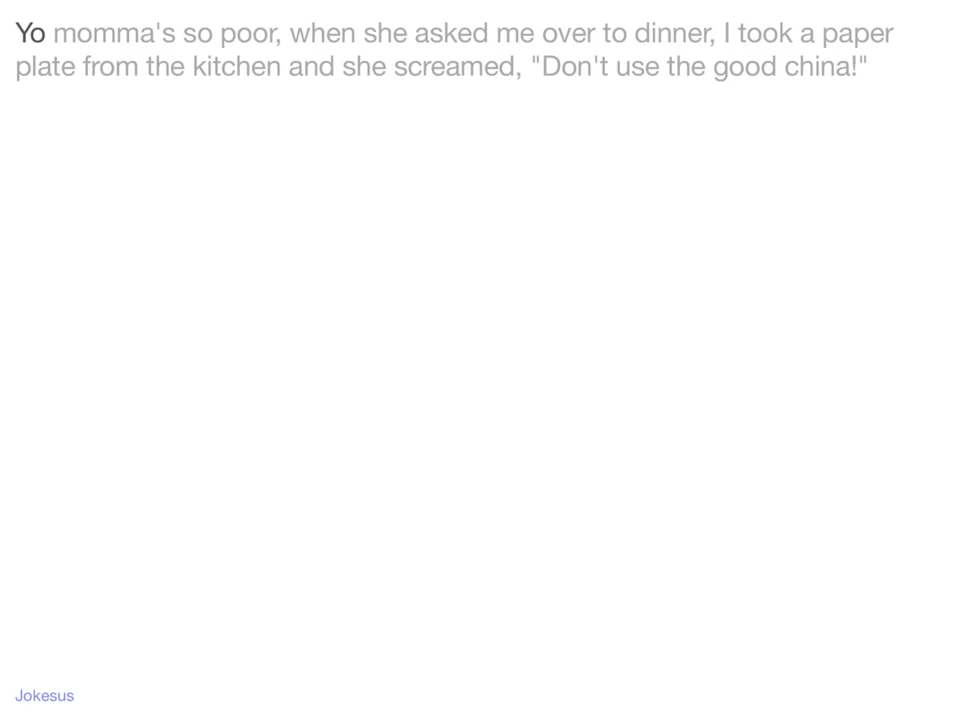 Yo momma's so poor, when she asked me over to dinner, I took a paper
plate from the kitchen and she screamed, "Don't use the good china!"
Jokesus